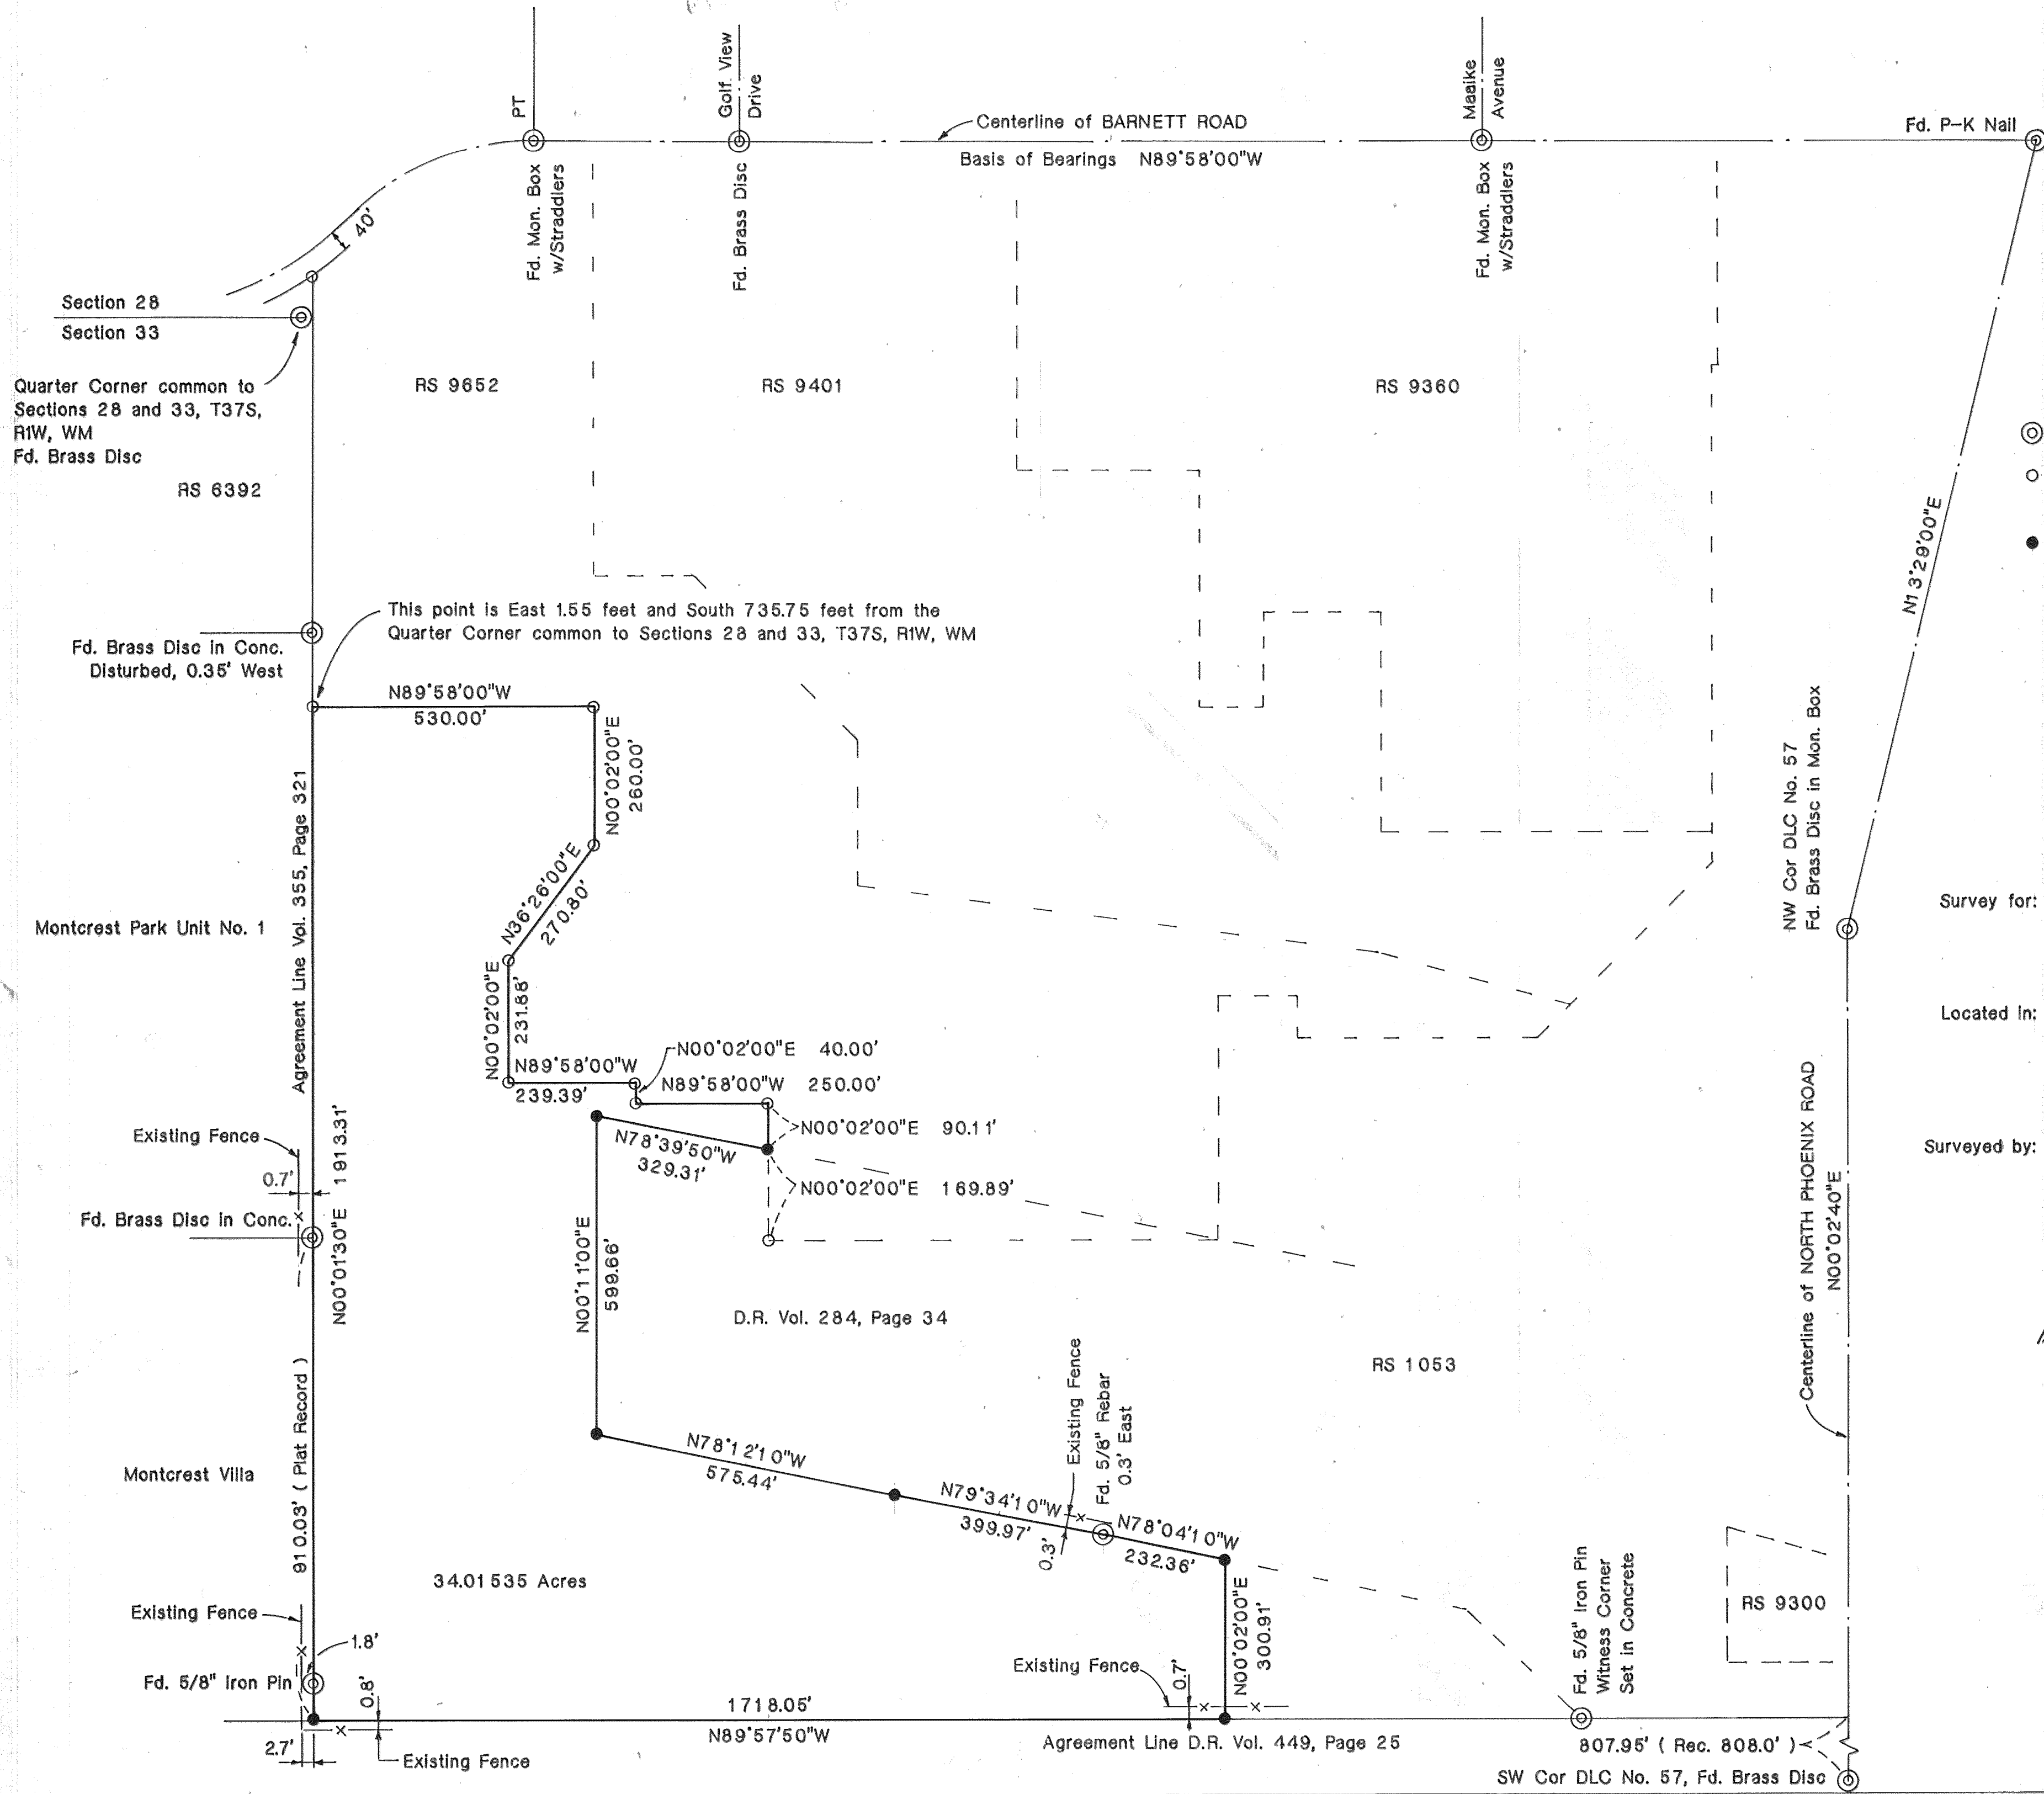 PT
Golf View
Drive
Maaike
Avenue
Centerline of BARNETT ROAD
Basis of Bearings N89°58'00"W
Fd. P-K Nail
Fd. Mon. Box
w/Straddlers
Fd. Brass Disc
Fd. Mon. Box
w/Straddlers
40'
Section 28
Section 33
Quarter Corner common to
Sections 28 and 33, T37S,
R1W, WM
Fd. Brass Disc
RS 6392
RS 9652
RS 9401
RS 9360
N13°29'00"E
This point is East 1.55 feet and South 735.75 feet from the
Quarter Corner common to Sections 28 and 33, T37S, R1W, WM
Fd. Brass Disc in Conc.
Disturbed, 0.35' West
N89°58'00"W
530.00'
N00°02'00"E
260.00'
Agreement Line Vol. 355, Page 321
NW Cor DLC No. 57
Fd. Brass Disc in Mon. Box
Survey for:
Montcrest Park Unit No. 1
N36°26'00"E
270.80'
N00°02'00"E
231.88'
Located in:
N00°02'00"E 40.00'
N89°58'00"W
239.39'
N89°58'00"W 250.00'
N00°02'00"E 90.11'
Existing Fence
0.7'
1913.31'
N78°39'50"W
329.31'
N00°02'00"E 169.89'
Surveyed by:
Fd. Brass Disc in Conc.
N00°01'30"E
N00°11'00"E
599.66'
Centerline of NORTH PHOENIX ROAD
N00°02'40"E
D.R. Vol. 284, Page 34
RS 1053
Existing Fence
Fd. 5/8" Rebar
0.3' East
Montcrest Villa
910.03' ( Plat Record )
N78°12'10"W
575.44'
N79°34'10"W
399.97'
0.3'
N78°04'10"W
232.36'
34.01535 Acres
N00°02'00"E
300.91'
Fd. 5/8" Iron Pin
Witness Corner
Set in Concrete
RS 9300
Existing Fence
1.8'
Fd. 5/8" Iron Pin
0.8'
Existing Fence
0.7'
1718.05'
N89°57'50"W
2.7'
Existing Fence
Agreement Line D.R. Vol. 449, Page 25
807.95' ( Rec. 808.0' )
SW Cor DLC No. 57, Fd. Brass Disc